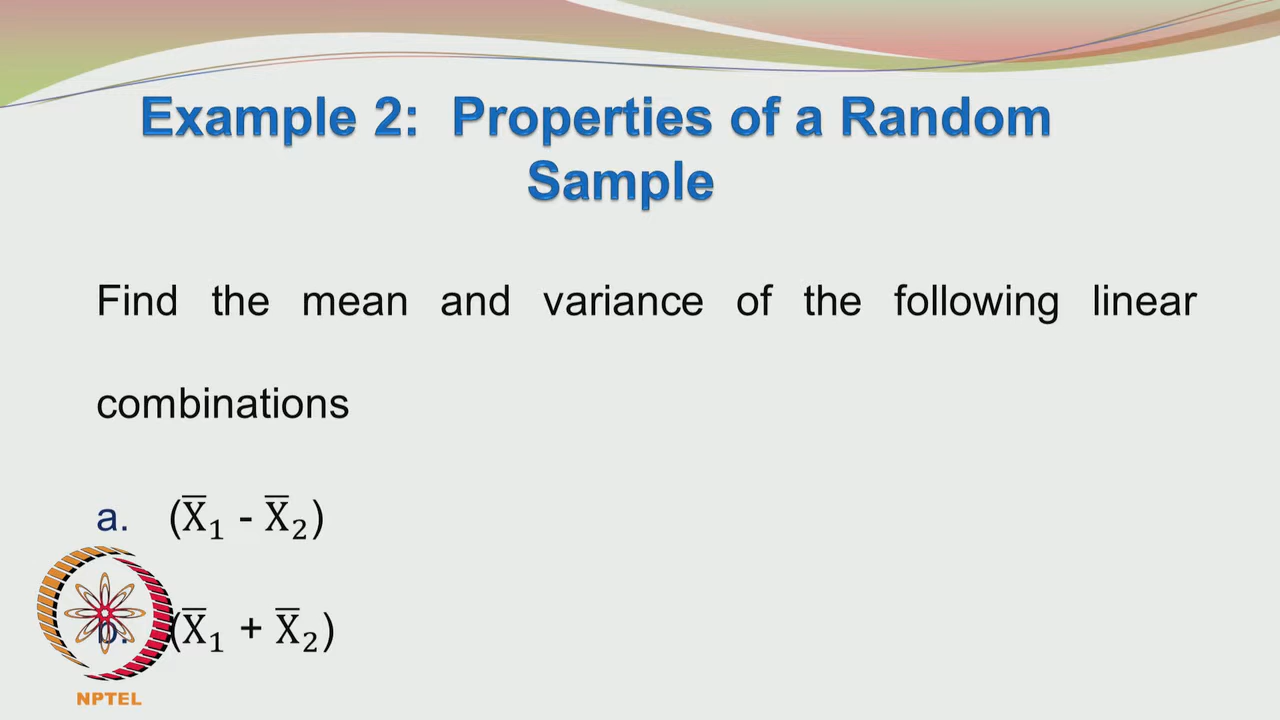 Example 2: Properties of a Random
Sample
Find the mean and variance of the following linear
combinations
a. (X̅₁ - X̅₂)
b. (X̅₁ + X̅₂)
NPTEL